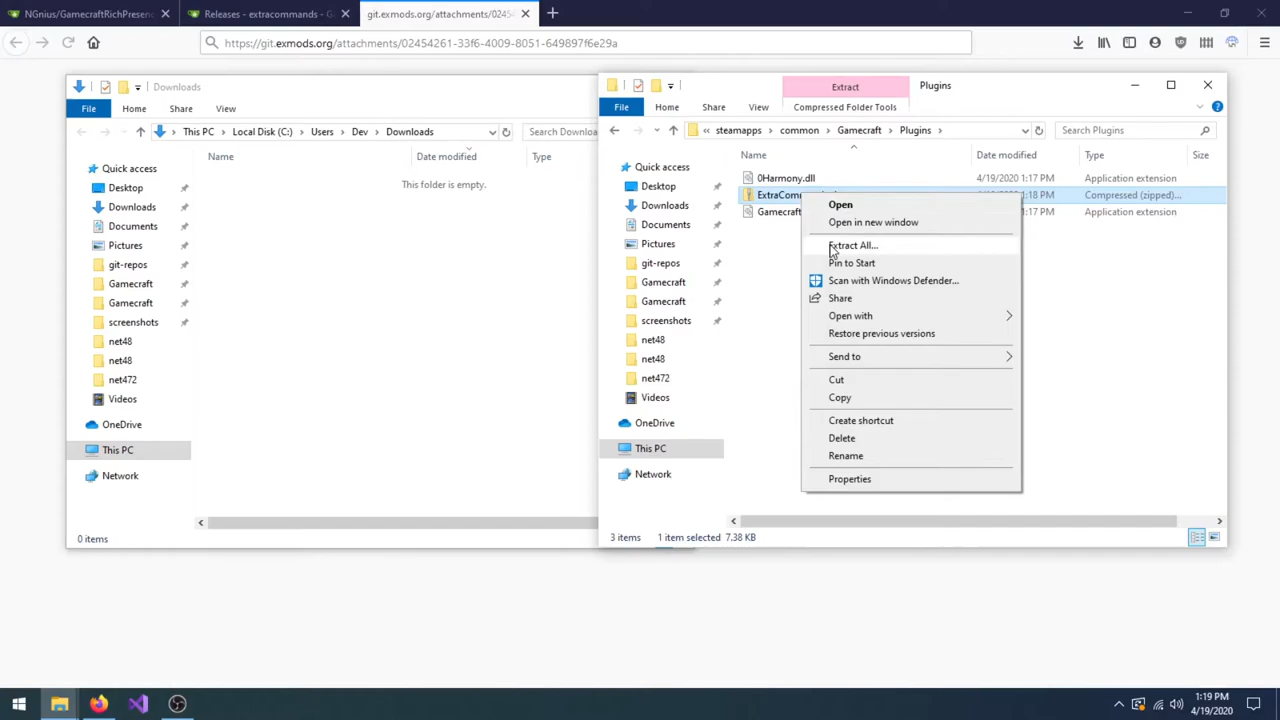 NGnius/GamecraftRichPresenc
Releases - extracommands - G
git.exmods.org/attachments/0245
https://git.exmods.org/attachments/02454261-33f6-4009-8051-649897f6e29a
Downloads
File Home Share View
This PC Local Disk (C:) Users Dev Downloads
Search Downloads
Name Date modified Type
This folder is empty.
Quick access
Desktop
Downloads
Documents
Pictures
git-repos
Gamecraft
Gamecraft
screenshots
net48
net48
net472
Videos
OneDrive
This PC
Network
0 items
Extract Plugins
File Home Share View Compressed Folder Tools
« steamapps common Gamecraft Plugins
Search Plugins
Name Date modified Type Size
0Harmony.dll 4/19/2020 1:17 PM Application extension
ExtraCom 1:18 PM Compressed (zipped)...
Gamecraft 1:17 PM Application extension
Quick access
Desktop
Downloads
Documents
Pictures
git-repos
Gamecraft
Gamecraft
screenshots
net48
net48
net472
Videos
OneDrive
This PC
Network
Open
Open in new window
Extract All...
Pin to Start
Scan with Windows Defender...
Share
Open with
Restore previous versions
Send to
Cut
Copy
Create shortcut
Delete
Rename
Properties
3 items 1 item selected 7.38 KB
1:19 PM
4/19/2020